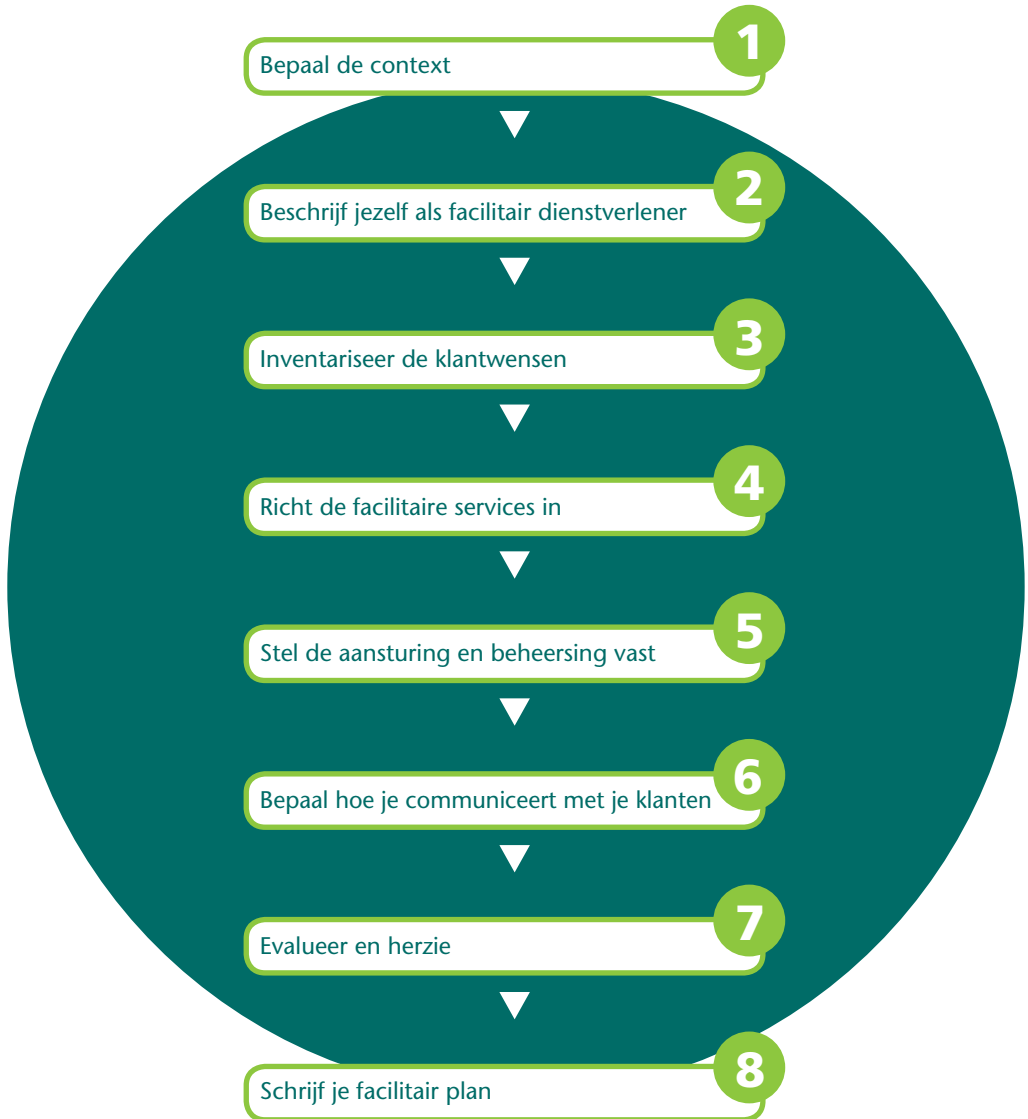 1
Bepaal de context
2
Beschrijf jezelf als facilitair dienstverlener
3
Inventariseer de klantwensen
4
Richt de facilitaire services in
5
Stel de aansturing en beheersing vast
6
Bepaal hoe je communiceert met je klanten
7
Evalueer en herzie
8
Schrijf je facilitair plan